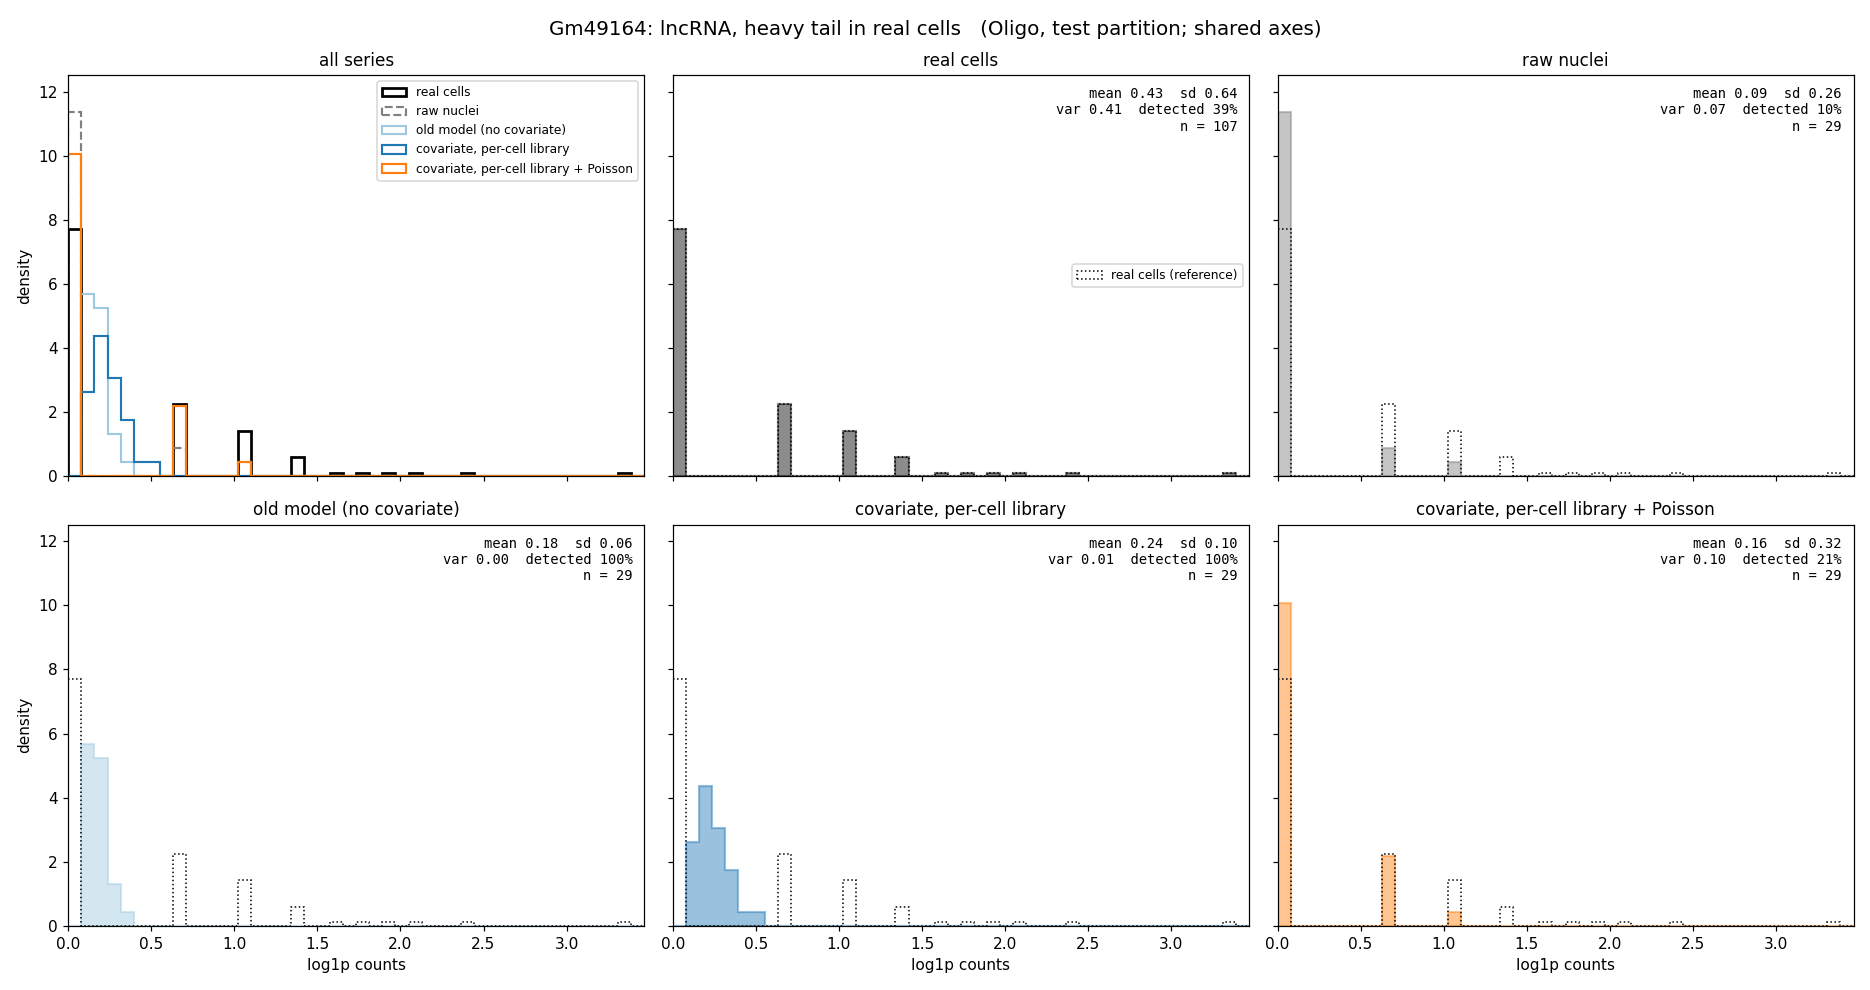 Gm49164: lncRNA, heavy tail in real cells   (Oligo, test partition; shared axes)
all series
real cells
raw nuclei
12
10
8
6
4
2
0
density
real cells
raw nuclei
old model (no covariate)
covariate, per-cell library
covariate, per-cell library + Poisson
mean 0.43  sd 0.64
var 0.41  detected 39%
n = 107
real cells (reference)
mean 0.09  sd 0.26
var 0.07  detected 10%
n = 29
old model (no covariate)
covariate, per-cell library
covariate, per-cell library + Poisson
12
10
8
6
4
2
0
density
mean 0.18  sd 0.06
var 0.00  detected 100%
n = 29
mean 0.24  sd 0.10
var 0.01  detected 100%
n = 29
mean 0.16  sd 0.32
var 0.10  detected 21%
n = 29
0.0 0.5 1.0 1.5 2.0 2.5 3.0
0.0 0.5 1.0 1.5 2.0 2.5 3.0
0.0 0.5 1.0 1.5 2.0 2.5 3.0
log1p counts
log1p counts
log1p counts